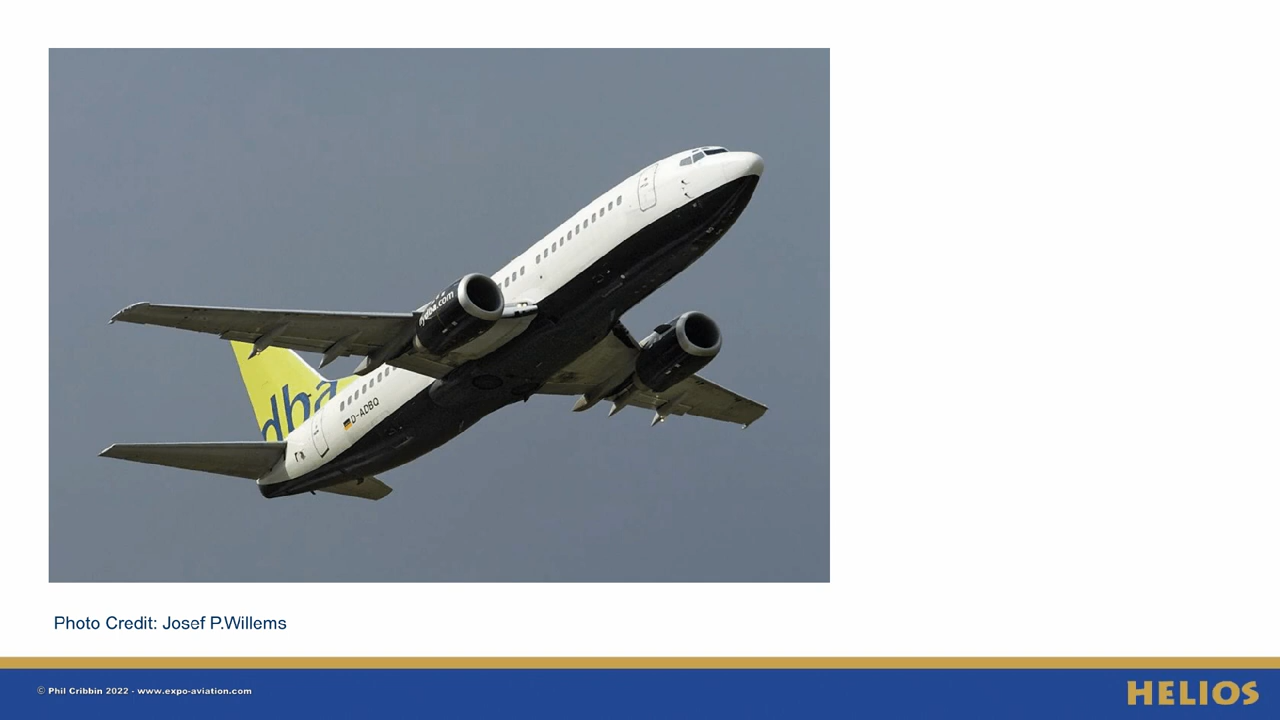 flydba.com
dba
D-ADBQ
Photo Credit: Josef P.Willems
© Phil Cribbin 2022 - www.expo-aviation.com
HELIOS